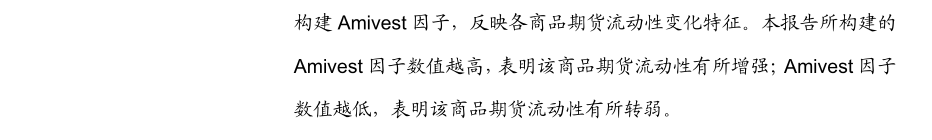 构建 Amivest 因子，反映各商品期货流动性变化特征。本报告所构建的
Amivest 因子数值越高，表明该商品期货流动性有所增强；Amivest 因子
数值越低，表明该商品期货流动性有所转弱。